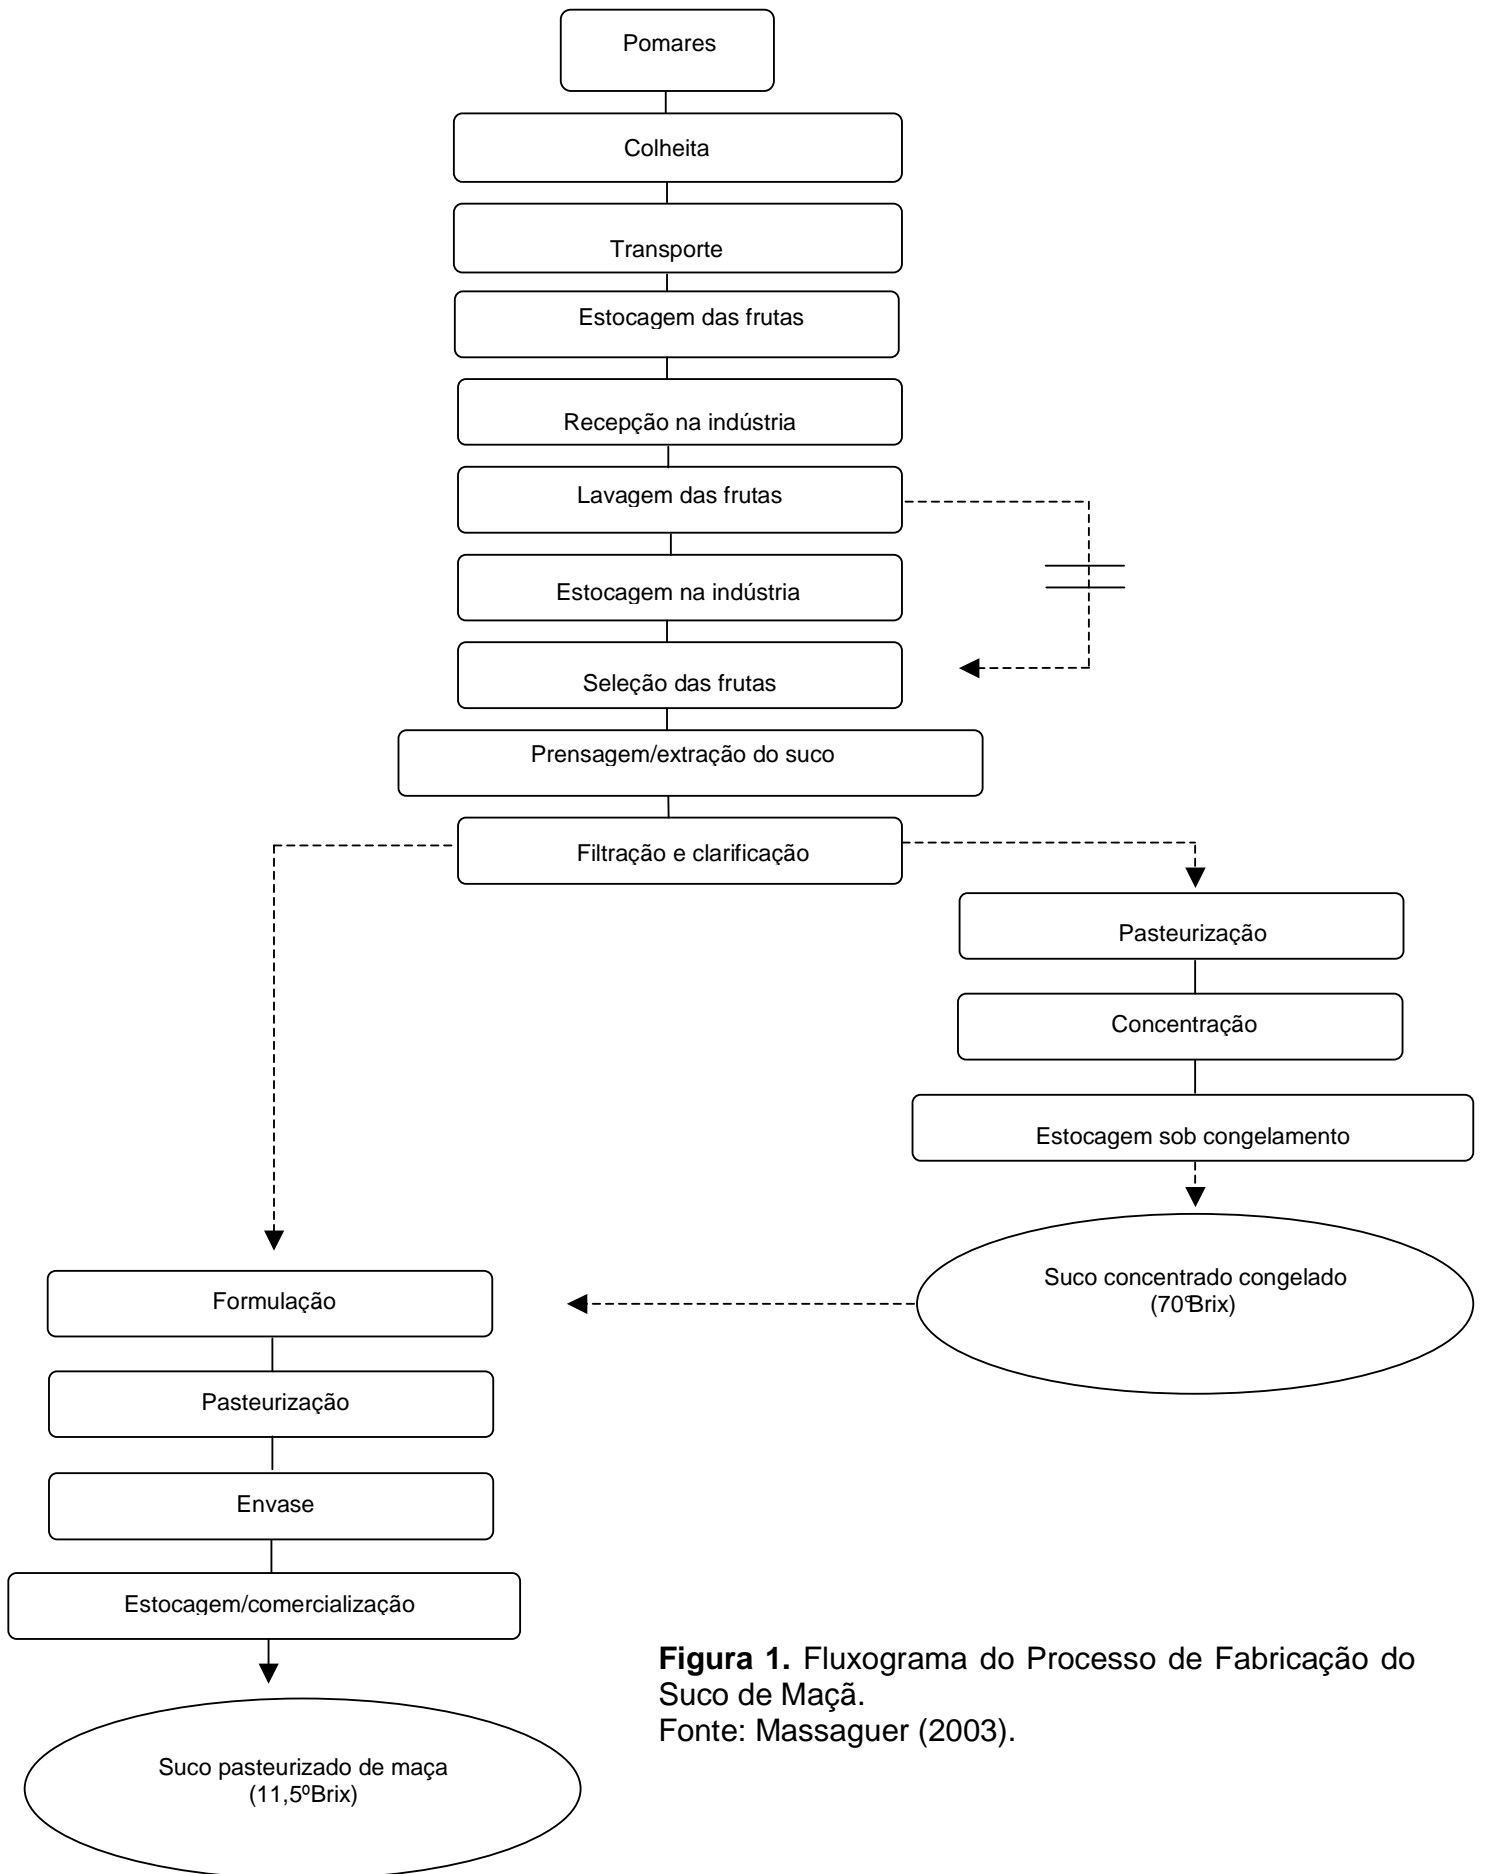 Pomares
Colheita
Transporte
Estocagem das frutas
Recepção na indústria
Lavagem das frutas
Estocagem na indústria
Seleção das frutas
Prensagem/extração do suco
Filtração e clarificação
Pasteurização
Concentração
Estocagem sob congelamento
Suco concentrado congelado
(70°Brix)
Formulação
Pasteurização
Envase
Estocagem/comercialização
Suco pasteurizado de maça
(11,5ºBrix)
Figura 1. Fluxograma do Processo de Fabricação do
Suco de Maçã.
Fonte: Massaguer (2003).